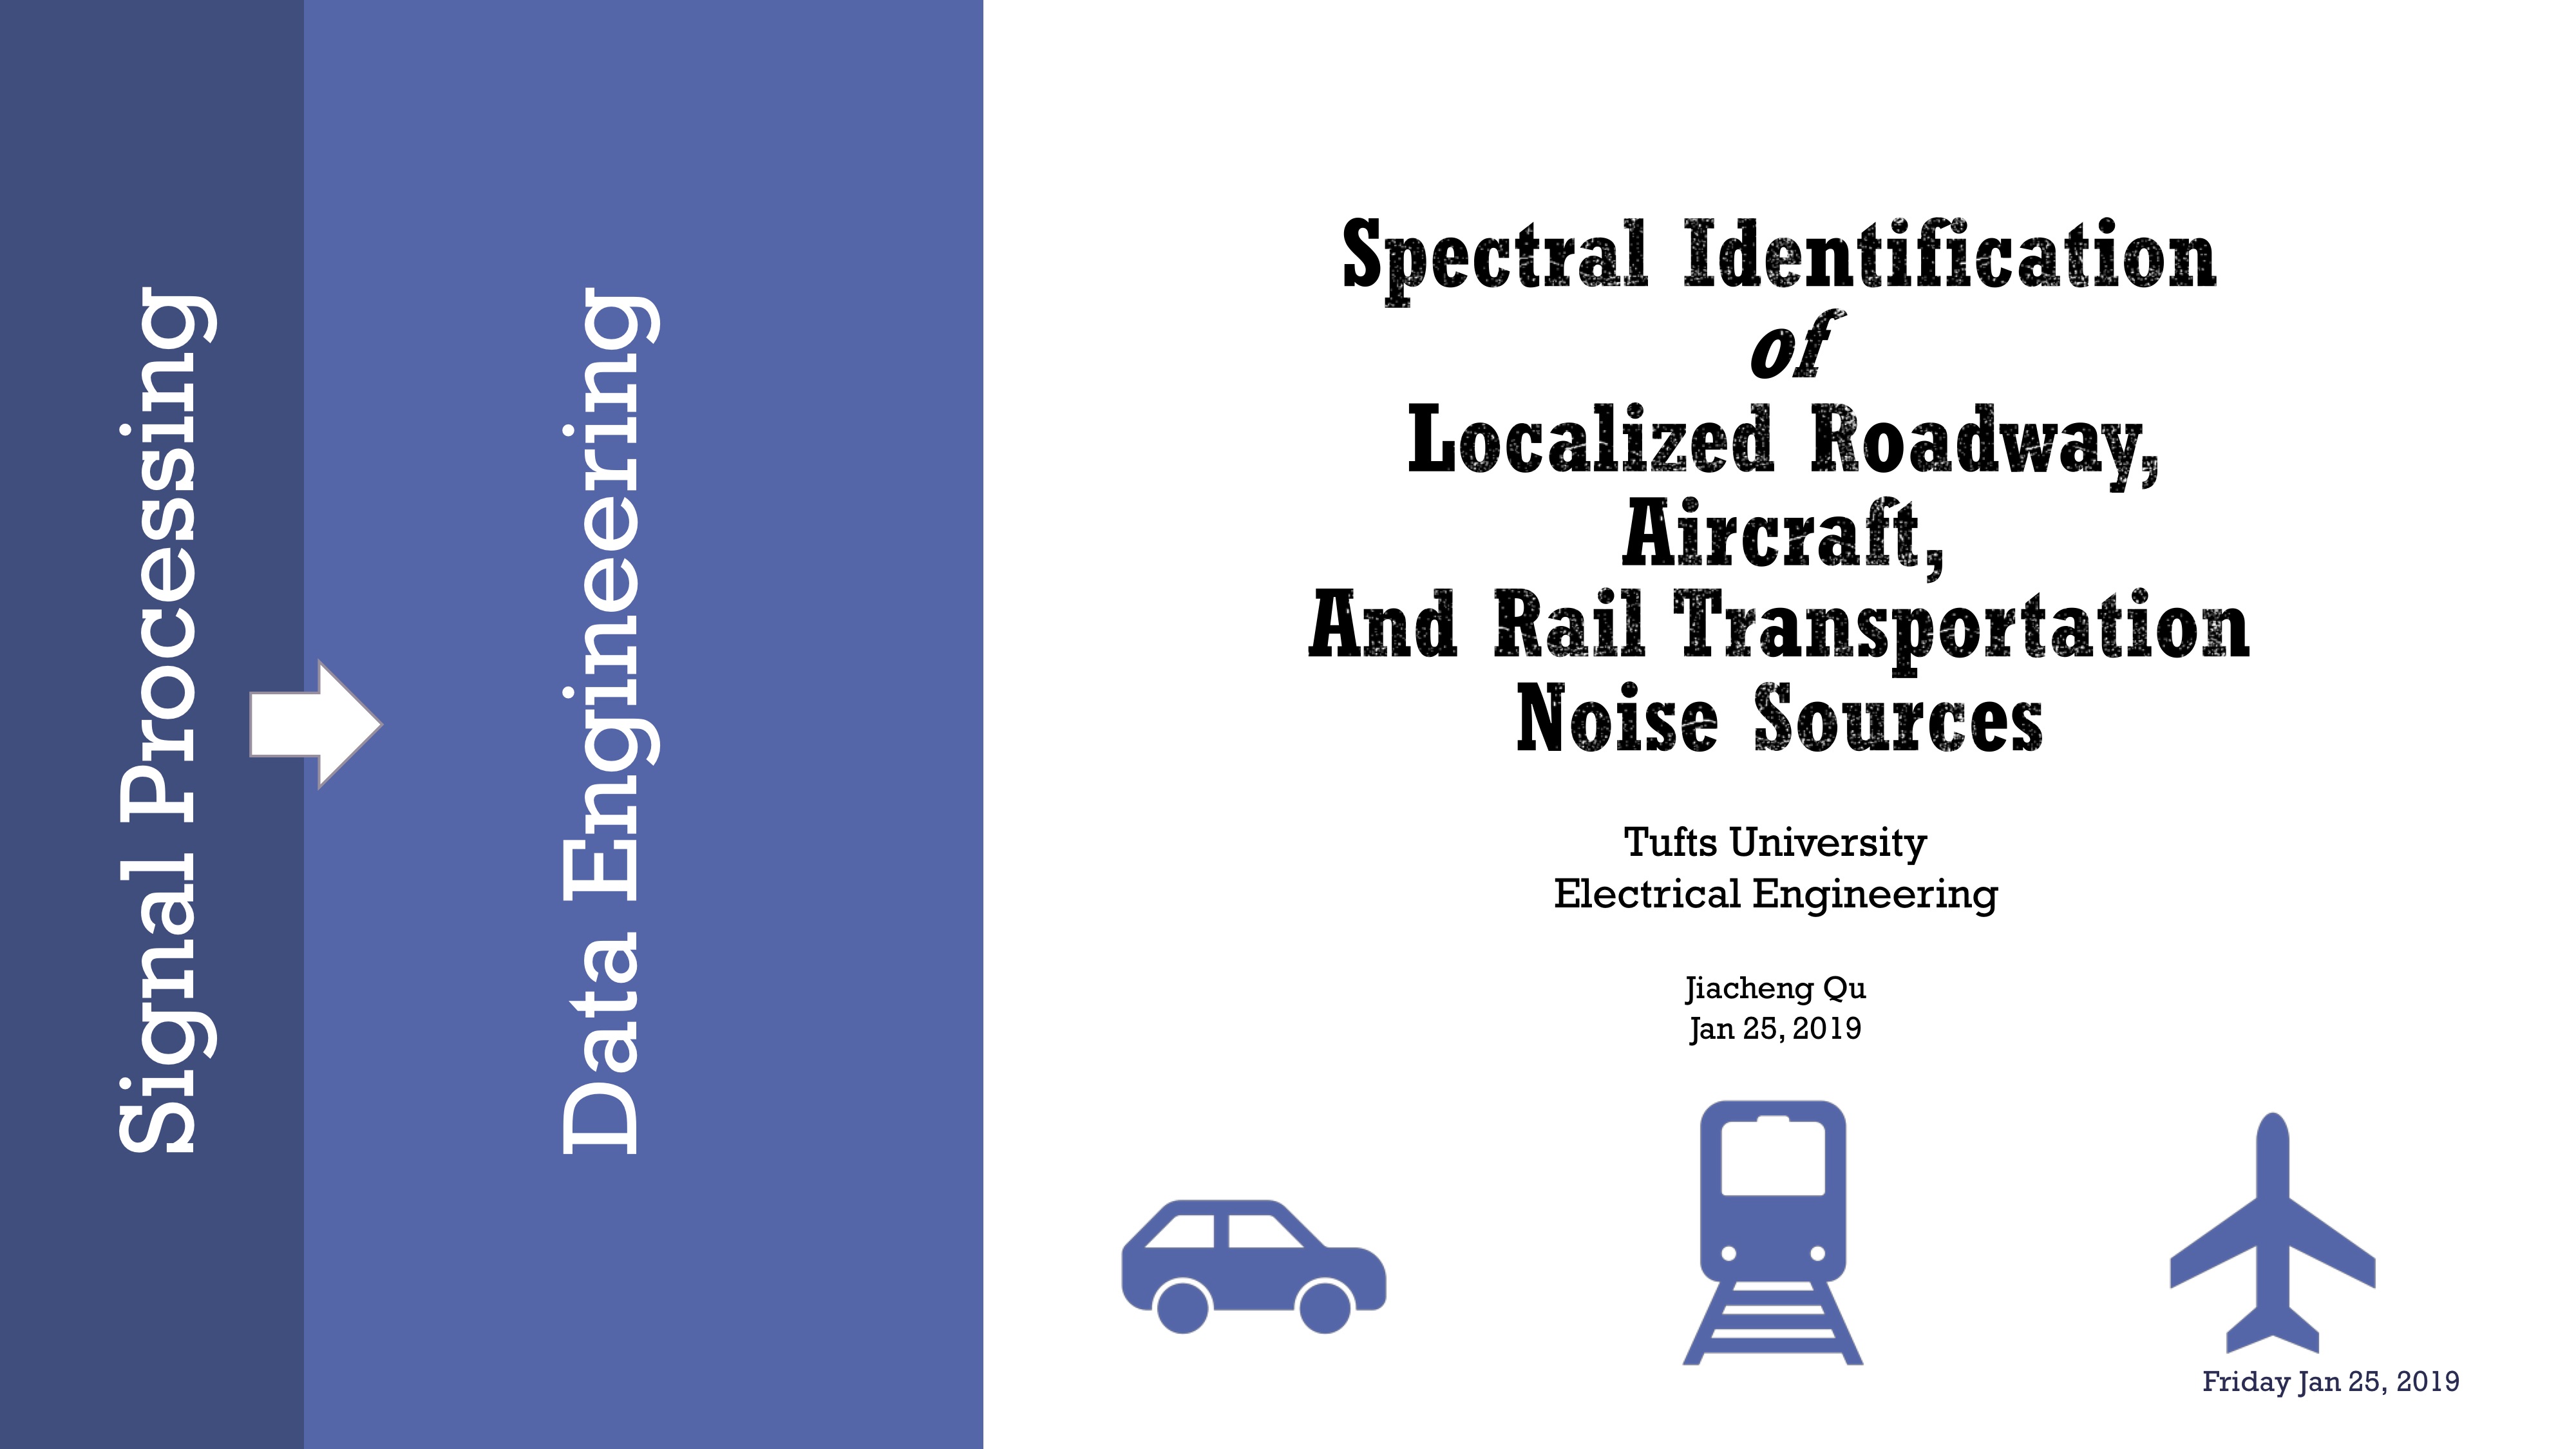 Signal Processing
Data Engineering
Spectral Identification
of
Localized Roadway,
Aircraft,
And Rail Transportation
Noise Sources
Tufts University
Electrical Engineering
Jiacheng Qu
Jan 25, 2019
Friday Jan 25, 2019